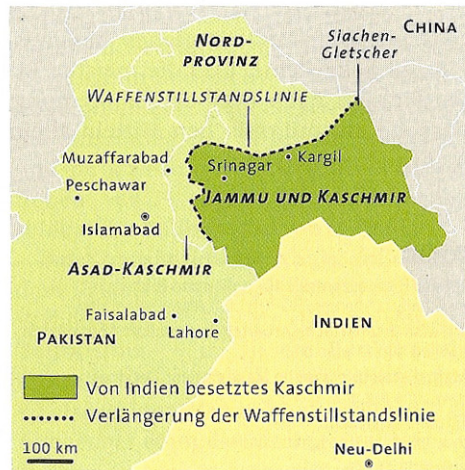 CHINA
Siachen-
Gletscher
NORD-
PROVINZ
WAFFENSTILLSTANDSLINIE
Muzaffarabad
Srinagar
Kargil
Peschawar
JAMMU UND KASCHMIR
Islamabad
ASAD-KASCHMIR
Faisalabad
Lahore
INDIEN
PAKISTAN
Von Indien besetztes Kaschmir
Verlängerung der Waffenstillstandslinie
100 km
Neu-Delhi